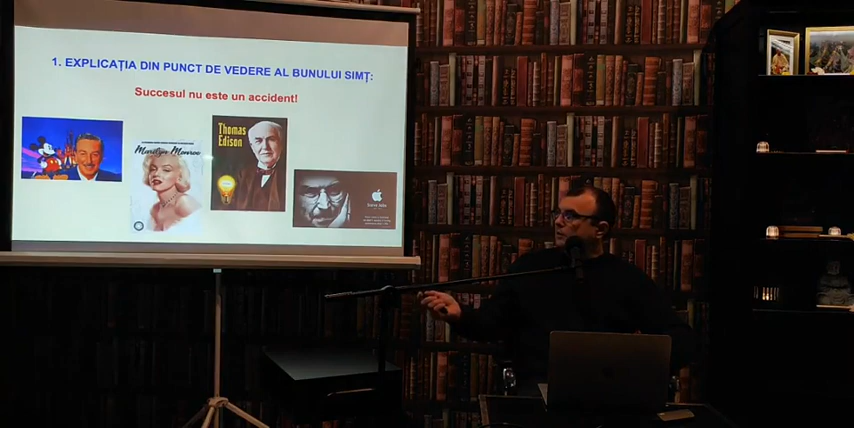 1. EXPLICAȚIA DIN PUNCT DE VEDERE AL BUNULUI SIMȚ:
Succesul nu este un accident!
Thomas
Edison
Marilyn Monroe
Steve Jobs